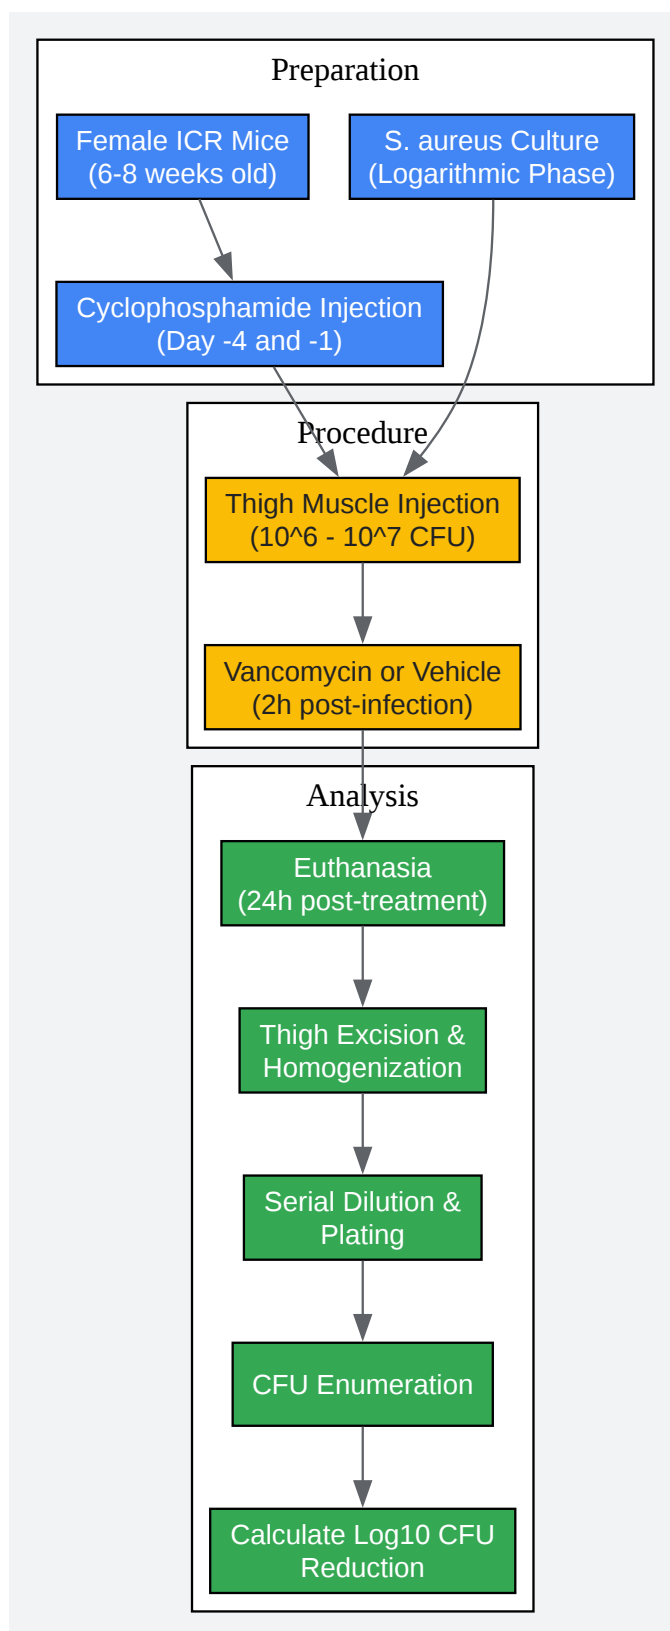 Preparation
Female ICR Mice
(6-8 weeks old)
S. aureus Culture
(Logarithmic Phase)
Cyclophosphamide Injection
(Day -4 and -1)
Procedure
Thigh Muscle Injection
(10^6 - 10^7 CFU)
Vancomycin or Vehicle
(2h post-infection)
Analysis
Euthanasia
(24h post-treatment)
Thigh Excision &
Homogenization
Serial Dilution &
Plating
CFU Enumeration
Calculate Log10 CFU
Reduction